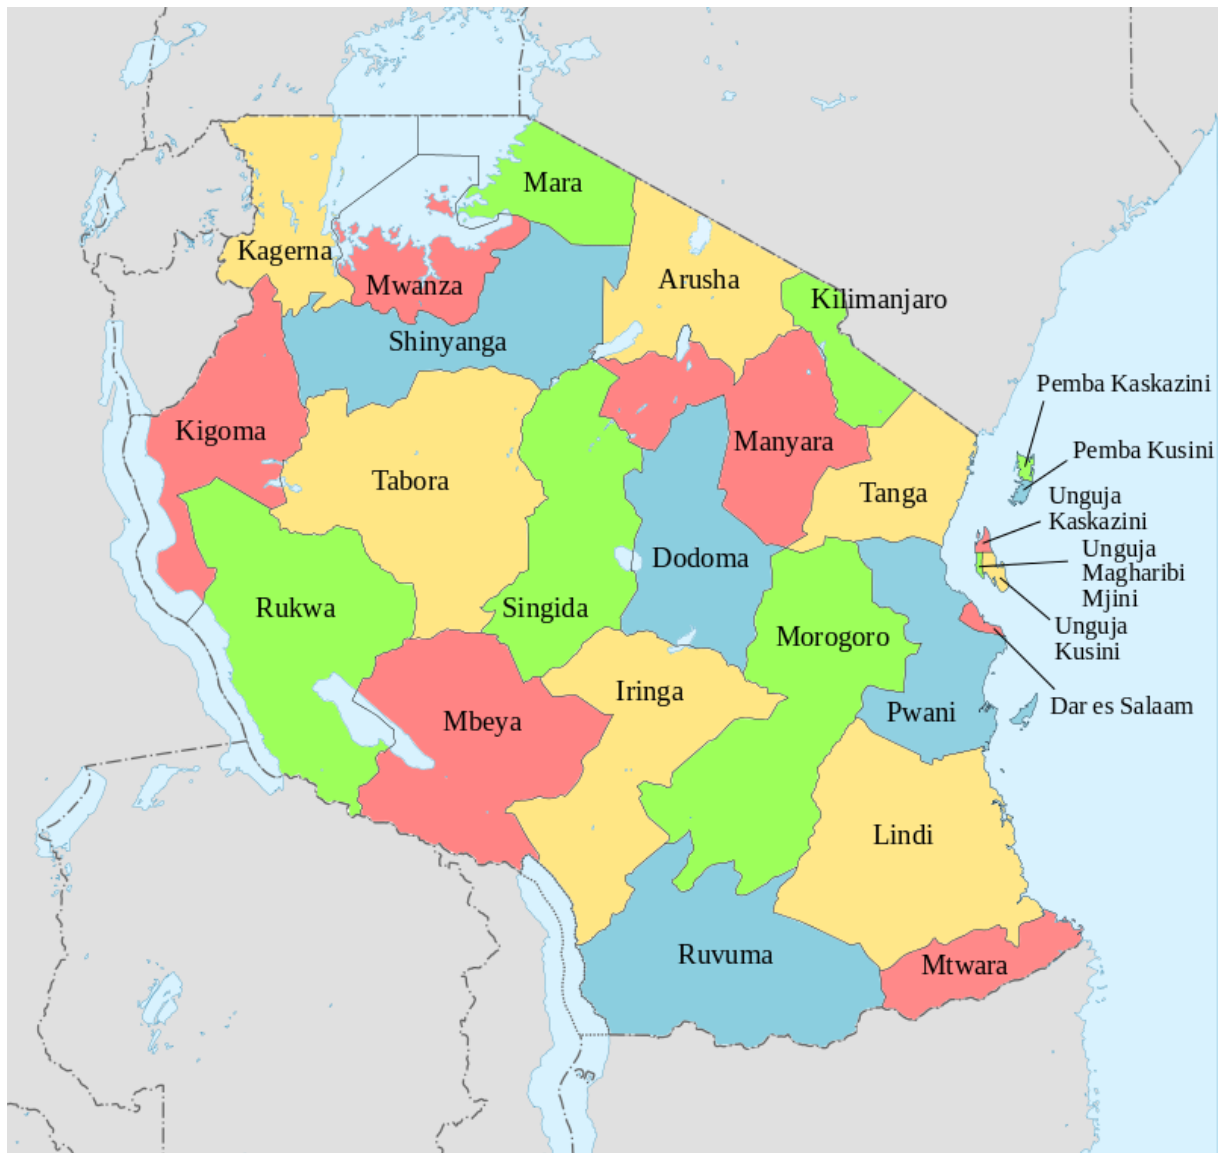 Mara
Kagerna
Mwanza
Arusha
Kilimanjaro
Shinyanga
Pemba Kaskazini
Kigoma
Manyara
Pemba Kusini
Tabora
Tanga
Unguja
Kaskazini
Dodoma
Unguja
Magharibi
Mjini
Rukwa
Singida
Morogoro
Unguja
Kusini
Iringa
Mbeya
Pwani
Dar es Salaam
Lindi
Ruvuma
Mtwara